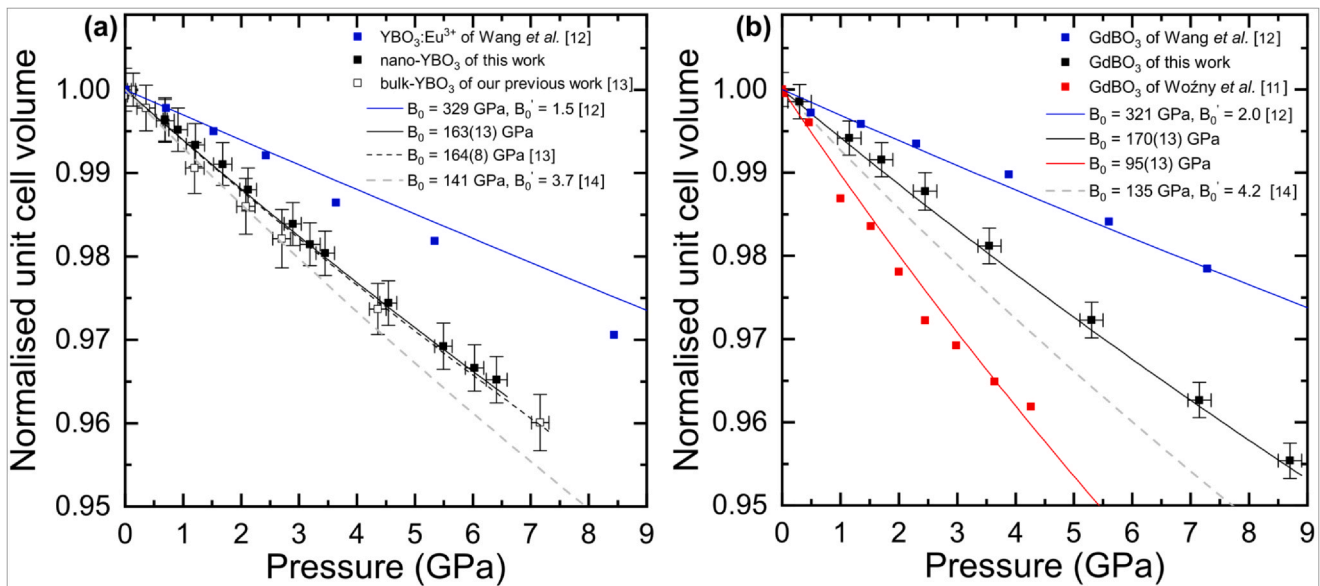 (a)
YBO₃:Eu³⁺ of Wang et al. [12]
nano-YBO₃ of this work
bulk-YBO₃ of our previous work [13]
B₀ = 329 GPa, B₀' = 1.5 [12]
B₀ = 163(13) GPa
B₀ = 164(8) GPa [13]
B₀ = 141 GPa, B₀' = 3.7 [14]
Normalised unit cell volume
1.00
0.99
0.98
0.97
0.96
0.95
0 1 2 3 4 5 6 7 8 9
Pressure (GPa)
(b)
GdBO₃ of Wang et al. [12]
GdBO₃ of this work
GdBO₃ of Woźny et al. [11]
B₀ = 321 GPa, B₀' = 2.0 [12]
B₀ = 170(13) GPa
B₀ = 95(13) GPa
B₀ = 135 GPa, B₀' = 4.2 [14]
Normalised unit cell volume
1.00
0.99
0.98
0.97
0.96
0.95
0 1 2 3 4 5 6 7 8 9
Pressure (GPa)